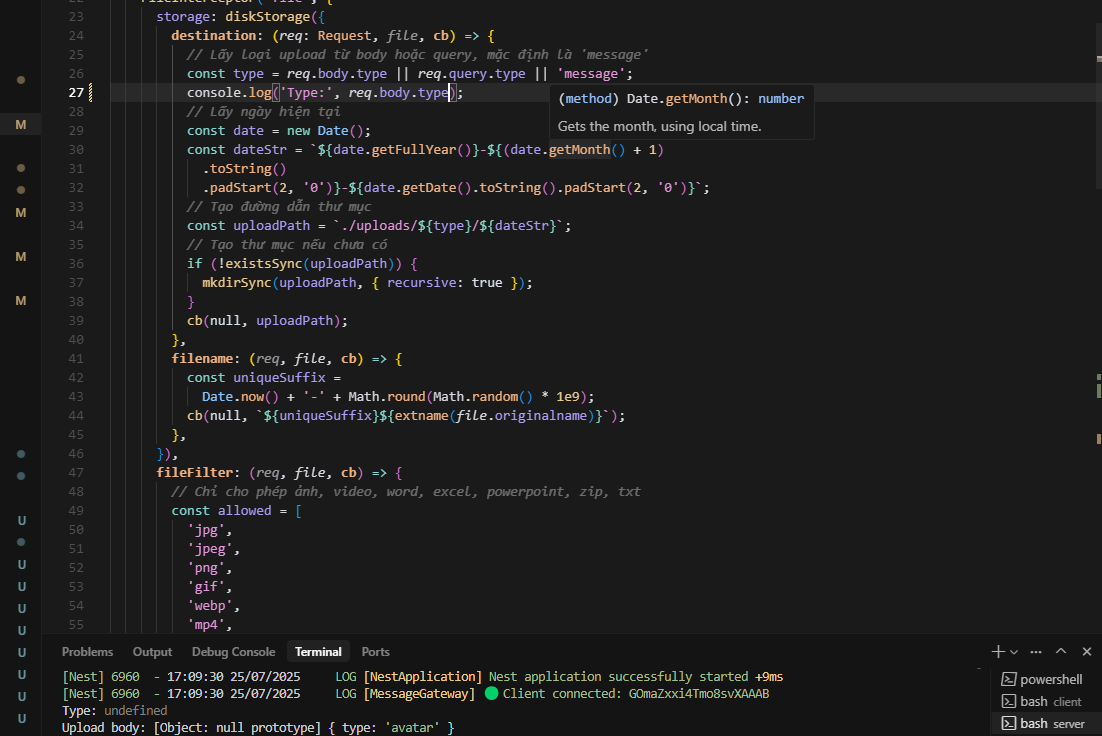 22 FileInterceptor('file', {
23 storage: diskStorage({
24 destination: (req: Request, file, cb) => {
25 // Lấy loại upload từ body hoặc query, mặc định là 'message'
26 const type = req.body.type || req.query.type || 'message';
27 console.log('Type:', req.body.type);
(method) Date.getMonth(): number
28 // Lấy ngày hiện tại
Gets the month, using local time.
M
29 const date = new Date();
30 const dateStr = `${date.getFullYear()}-${(date.getMonth() + 1)
31 .toString()
32 .padStart(2, '0')}-${date.getDate().toString().padStart(2, '0')}`;
33 // Tạo đường dẫn thư mục
M
34 const uploadPath = `./uploads/${type}/${dateStr}`;
35 // Tạo thư mục nếu chưa có
M
36 if (!existsSync(uploadPath)) {
37 mkdirSync(uploadPath, { recursive: true });
38 }
M
39 cb(null, uploadPath);
40 },
41 filename: (req, file, cb) => {
42 const uniqueSuffix =
43 Date.now() + '-' + Math.round(Math.random() * 1e9);
44 cb(null, `${uniqueSuffix}${extname(file.originalname)}`);
45 },
46 }),
47 fileFilter: (req, file, cb) => {
48 // Chỉ cho phép ảnh, video, word, excel, powerpoint, zip, txt
49 const allowed = [
50 'jpg',
U
51 'jpeg',
52 'png',
U
53 'gif',
U
54 'webp',
U
55 'mp4',
U
U
Problems Output Debug Console Terminal Ports
U
[Nest] 6960 - 17:09:30 25/07/2025 LOG [NestApplication] Nest application successfully started +9ms
powershell
U
[Nest] 6960 - 17:09:30 25/07/2025 LOG [MessageGateway] Client connected: GOmaZxxi4Tmo8svXAAAB
bash client
Type: undefined
U
Upload body: [Object: null prototype] { type: 'avatar' }
bash server